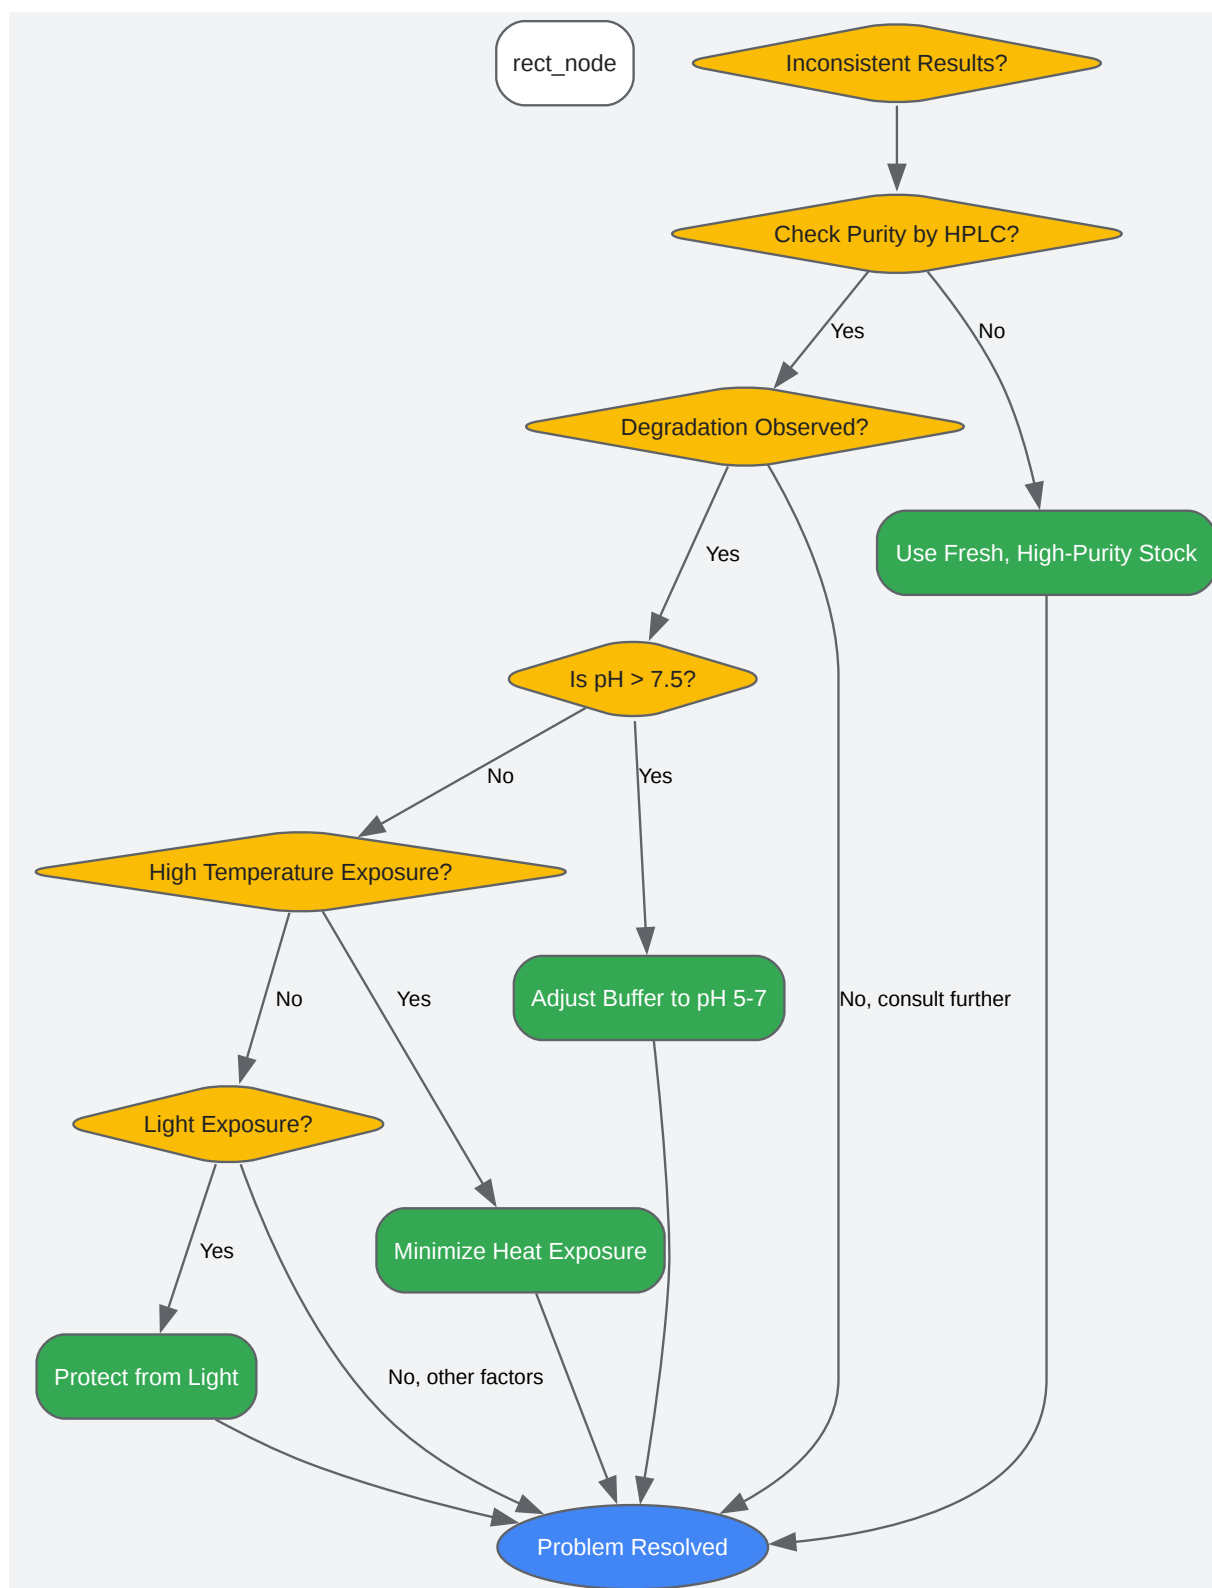 rect_node
Inconsistent Results?
Check Purity by HPLC?
Yes
No
Degradation Observed?
Use Fresh, High-Purity Stock
Yes
Is pH > 7.5?
No
Yes
High Temperature Exposure?
Adjust Buffer to pH 5-7
No
Yes
No, consult further
Light Exposure?
Yes
Minimize Heat Exposure
Protect from Light
No, other factors
Problem Resolved